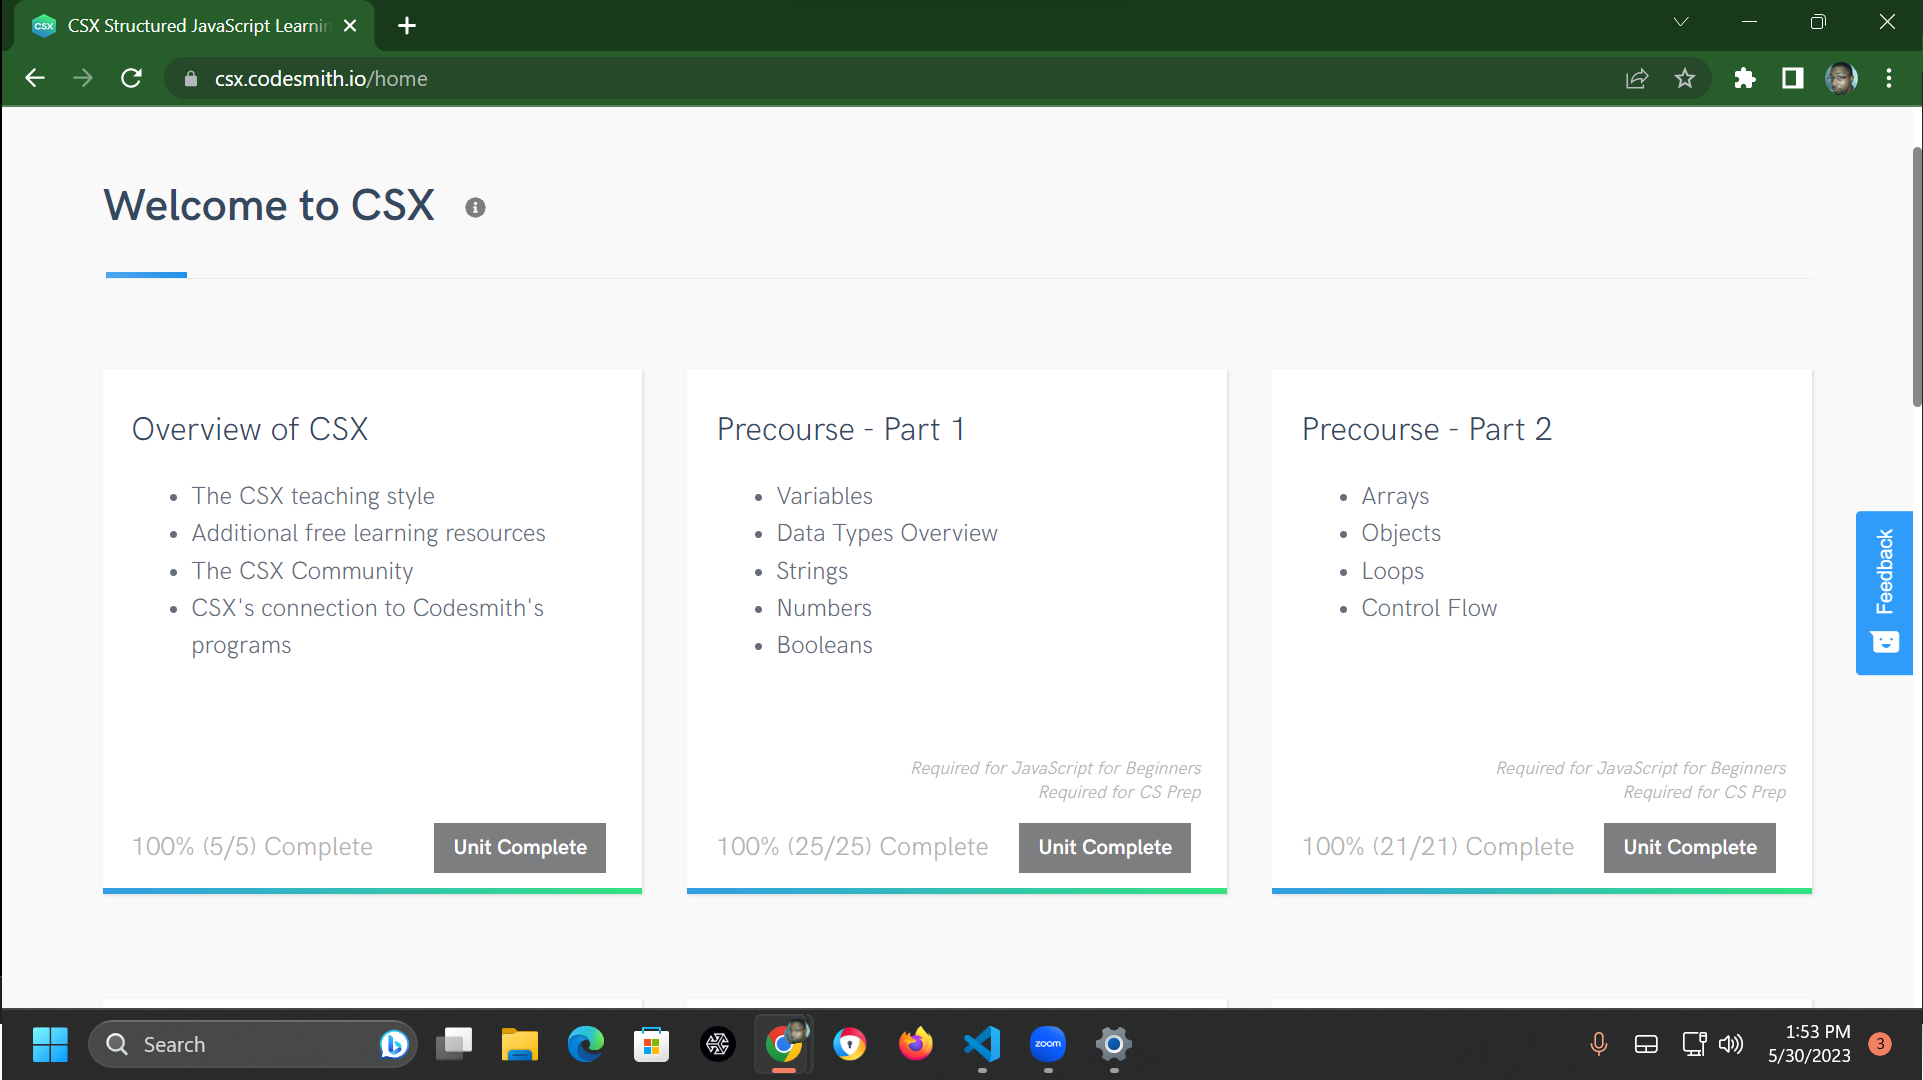 CSX Structured JavaScript Learnin
csx.codesmith.io/home
Welcome to CSX
Overview of CSX
The CSX teaching style
Additional free learning resources
The CSX Community
CSX's connection to Codesmith's
programs
100% (5/5) Complete
Unit Complete
Precourse - Part 1
Variables
Data Types Overview
Strings
Numbers
Booleans
Required for JavaScript for Beginners
Required for CS Prep
100% (25/25) Complete
Unit Complete
Precourse - Part 2
Arrays
Objects
Loops
Control Flow
Required for JavaScript for Beginners
Required for CS Prep
100% (21/21) Complete
Unit Complete
Feedback
Search
zoom
1:53 PM
5/30/2023
3